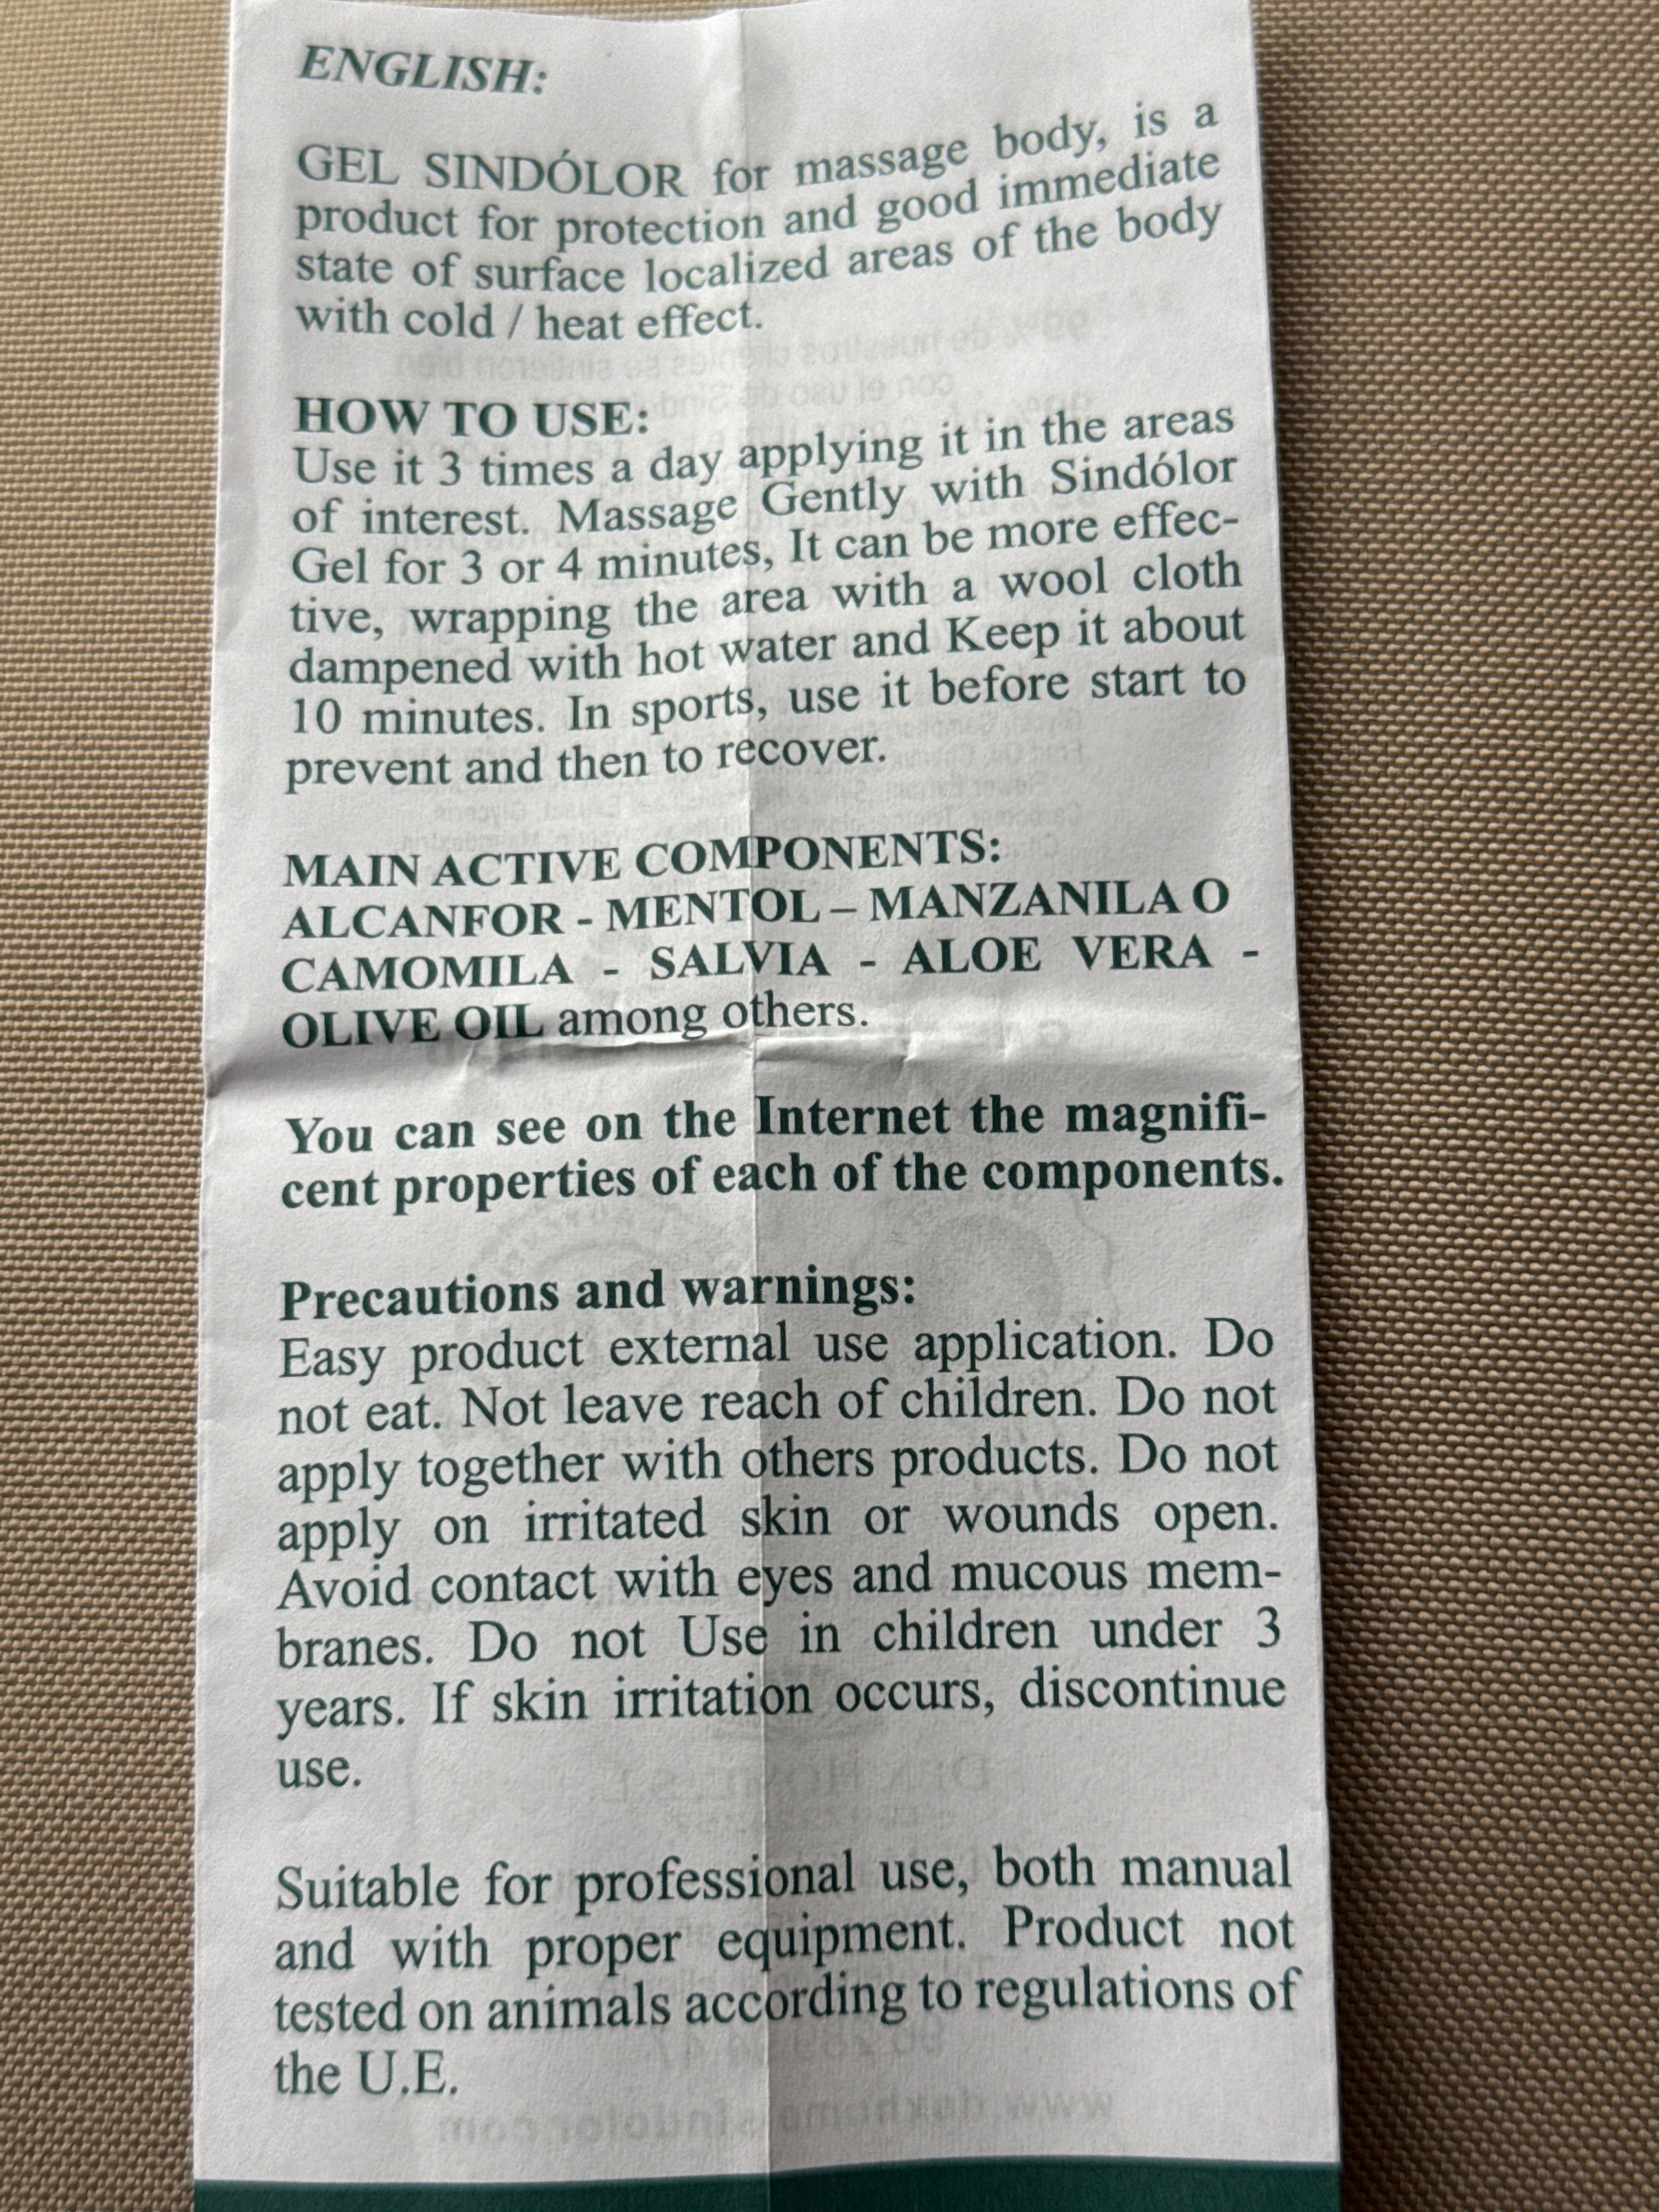 ENGLISH:
GEL SINDÓLOR for massage body, is a
product for protection and good immediate
state of surface localized areas of the body
with cold / heat effect.
HOW TO USE:
Use it 3 times a day applying it in the areas
of interest. Massage Gently with Sindólor
Gel for 3 or 4 minutes, It can be more effec-
tive, wrapping the area with a wool cloth
dampened with hot water and Keep it about
10 minutes. In sports, use it before start to
prevent and then to recover.
MAIN ACTIVE COMPONENTS:
ALCANFOR - MENTOL – MANZANILA O
CAMOMILA - SALVIA - ALOE VERA -
OLIVE OIL among others.
You can see on the Internet the magnifi-
cent properties of each of the components.
Precautions and warnings:
Easy product external use application. Do
not eat. Not leave reach of children. Do not
apply together with others products. Do not
apply on irritated skin or wounds open.
Avoid contact with eyes and mucous mem-
branes. Do not Use in children under 3
years. If skin irritation occurs, discontinue
use.
Suitable for professional use, both manual
and with proper equipment. Product not
tested on animals according to regulations of
the U.E.